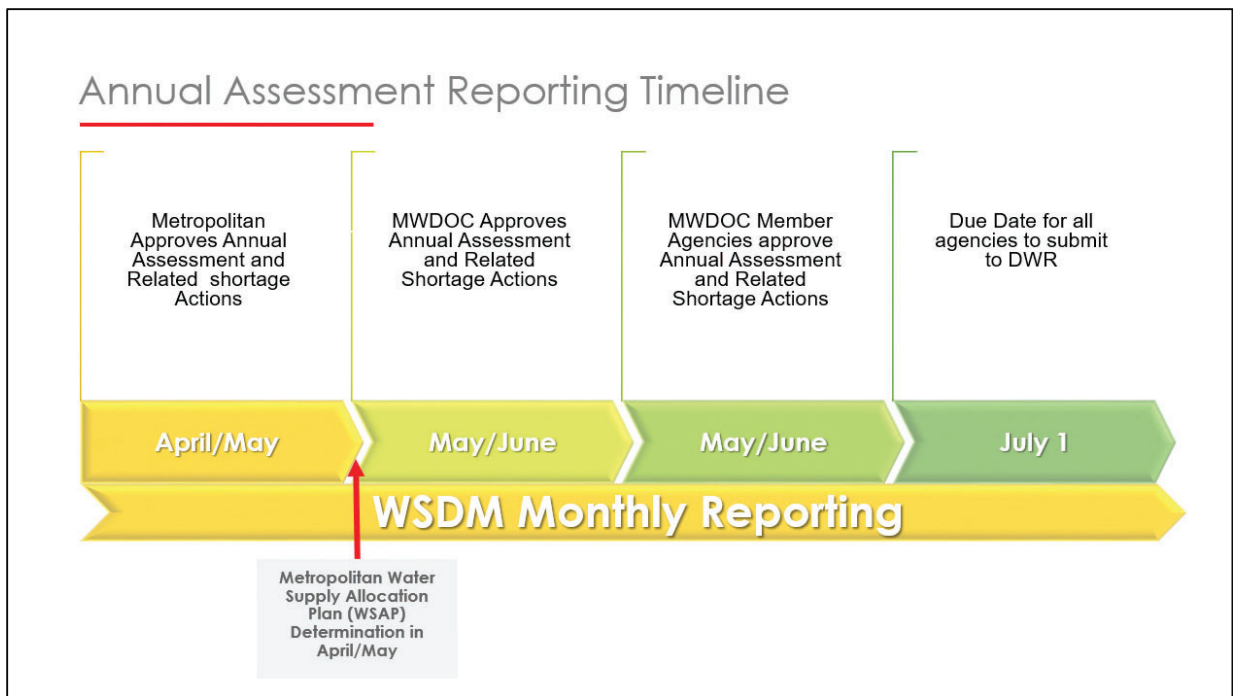 Annual Assessment Reporting Timeline
Metropolitan
Approves Annual
Assessment and
Related shortage
Actions
MWDOC Approves
Annual Assessment
and Related
Shortage Actions
MWDOC Member
Agencies approve
Annual Assessment
and Related
Shortage Actions
Due Date for all
agencies to submit
to DWR
April/May
May/June
May/June
July 1
WSDM Monthly Reporting
Metropolitan Water
Supply Allocation
Plan (WSAP)
Determination in
April/May